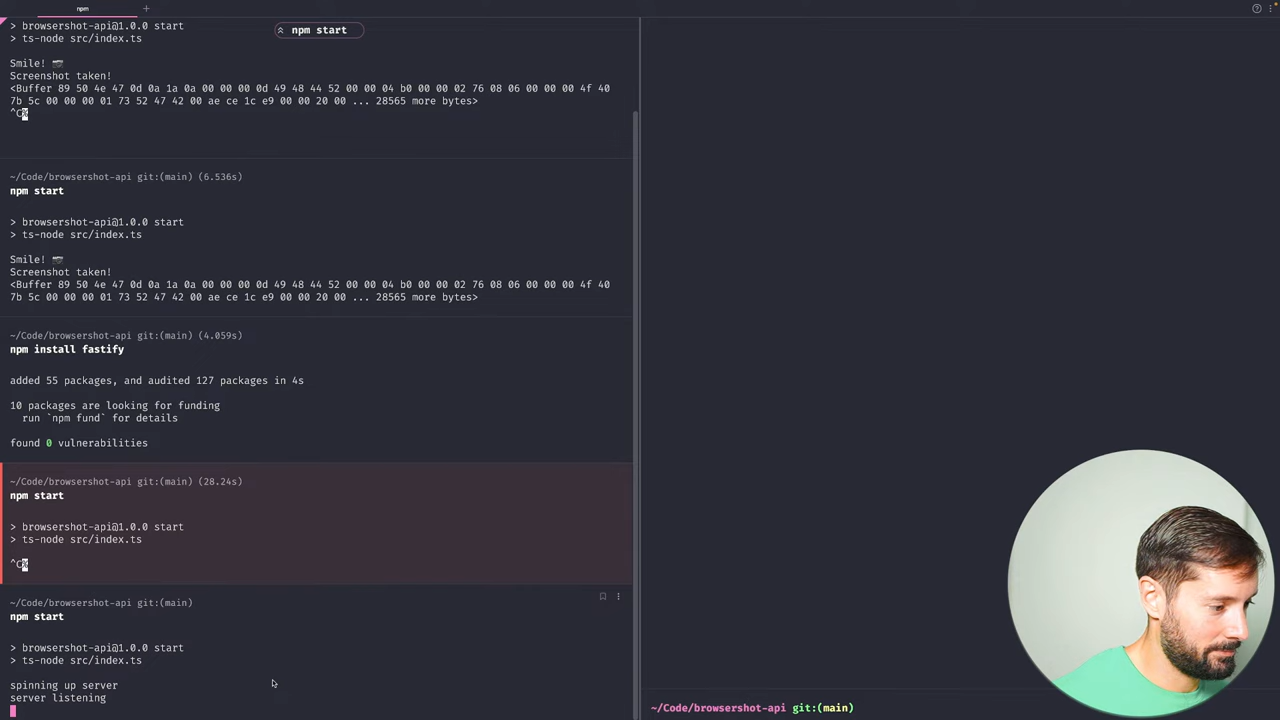 npm
+
> browsershot-api@1.0.0 start
> ts-node src/index.ts
npm start
Smile! 📷
Screenshot taken!
<Buffer 89 50 4e 47 0d 0a 1a 0a 00 00 00 0d 49 48 44 52 00 00 04 b0 00 00 02 76 08 06 00 00 00 4f 40
7b 5c 00 00 00 01 73 52 47 42 00 ae ce 1c e9 00 00 20 00 ... 28565 more bytes>
^C%
~/Code/browsershot-api git:(main) (6.536s)
npm start
> browsershot-api@1.0.0 start
> ts-node src/index.ts
Smile! 📷
Screenshot taken!
<Buffer 89 50 4e 47 0d 0a 1a 0a 00 00 00 0d 49 48 44 52 00 00 04 b0 00 00 02 76 08 06 00 00 00 4f 40
7b 5c 00 00 00 01 73 52 47 42 00 ae ce 1c e9 00 00 20 00 ... 28565 more bytes>
~/Code/browsershot-api git:(main) (4.059s)
npm install fastify
added 55 packages, and audited 127 packages in 4s
10 packages are looking for funding
run `npm fund` for details
found 0 vulnerabilities
~/Code/browsershot-api git:(main) (28.24s)
npm start
> browsershot-api@1.0.0 start
> ts-node src/index.ts
^C%
~/Code/browsershot-api git:(main)
npm start
> browsershot-api@1.0.0 start
> ts-node src/index.ts
spinning up server
server listening
~/Code/browsershot-api git:(main)